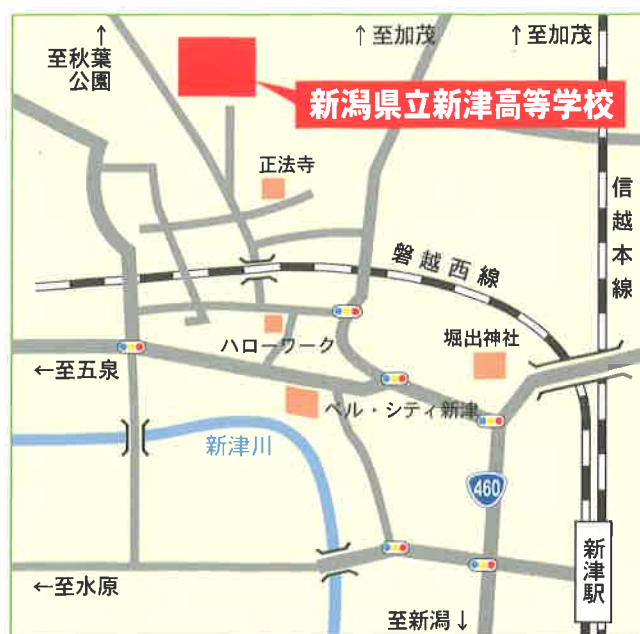 ↑
至秋葉
公園
↑至加茂
↑至加茂
新潟県立新津高等学校
正法寺
信越本線
磐越西線
ハローワーク
堀出神社
←至五泉
ベル・シティ新津
新津川
460
新津駅
←至水原
至新潟↓